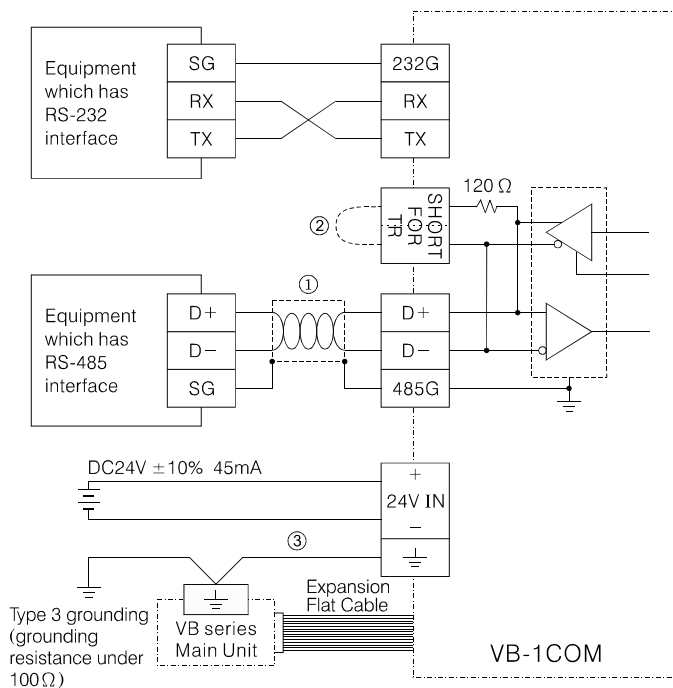 Equipment
which has
RS-232
interface
SG
RX
TX
232G
RX
TX
120 Ω
SHORT
FOR
TR
②
①
Equipment
which has
RS-485
interface
D+
D−
SG
D+
D−
485G
DC24V ±10% 45mA
+
24V IN
−
③
Expansion
Flat Cable
Type 3 grounding
(grounding
resistance under
100Ω)
VB series
Main Unit
VB-1COM